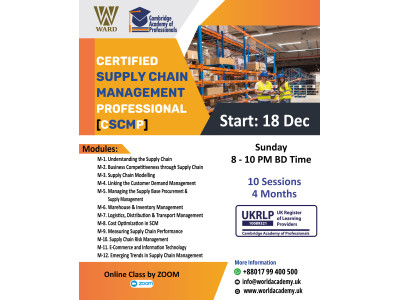 WARD
Cambridge
Academy of
Professionals
CERTIFIED
SUPPLY CHAIN
MANAGEMENT
PROFESSIONAL
[CSCMP]
Start: 18 Dec
Modules:
M-1. Understanding the Supply Chain
M-2. Business Competitiveness through Supply Chain
M-3. Supply Chain Modelling
M-4. Linking the Customer Demand Management
M-5. Managing the Supply Base Procurement &
Supply Management
M-6. Warehouse & Inventory Management
M-7. Logistics, Distribution & Transport Management
M-8. Cost Optimization in SCM
M-9. Measuring Supply Chain Performance
M-10. Supply Chain Risk Management
M-11. E-Commerce and Information Technology
M-12. Emerging Trends in Supply Chain Management
Online Class by ZOOM
zoom
Sunday
8 - 10 PM BD Time
10 Sessions
4 Months
UKRLP
UK Register
of Learning
Providers
Cambridge Academy of Professionals
More Information
+88017 99 400 500
info@worldacademy.uk
www.worldacademy.uk